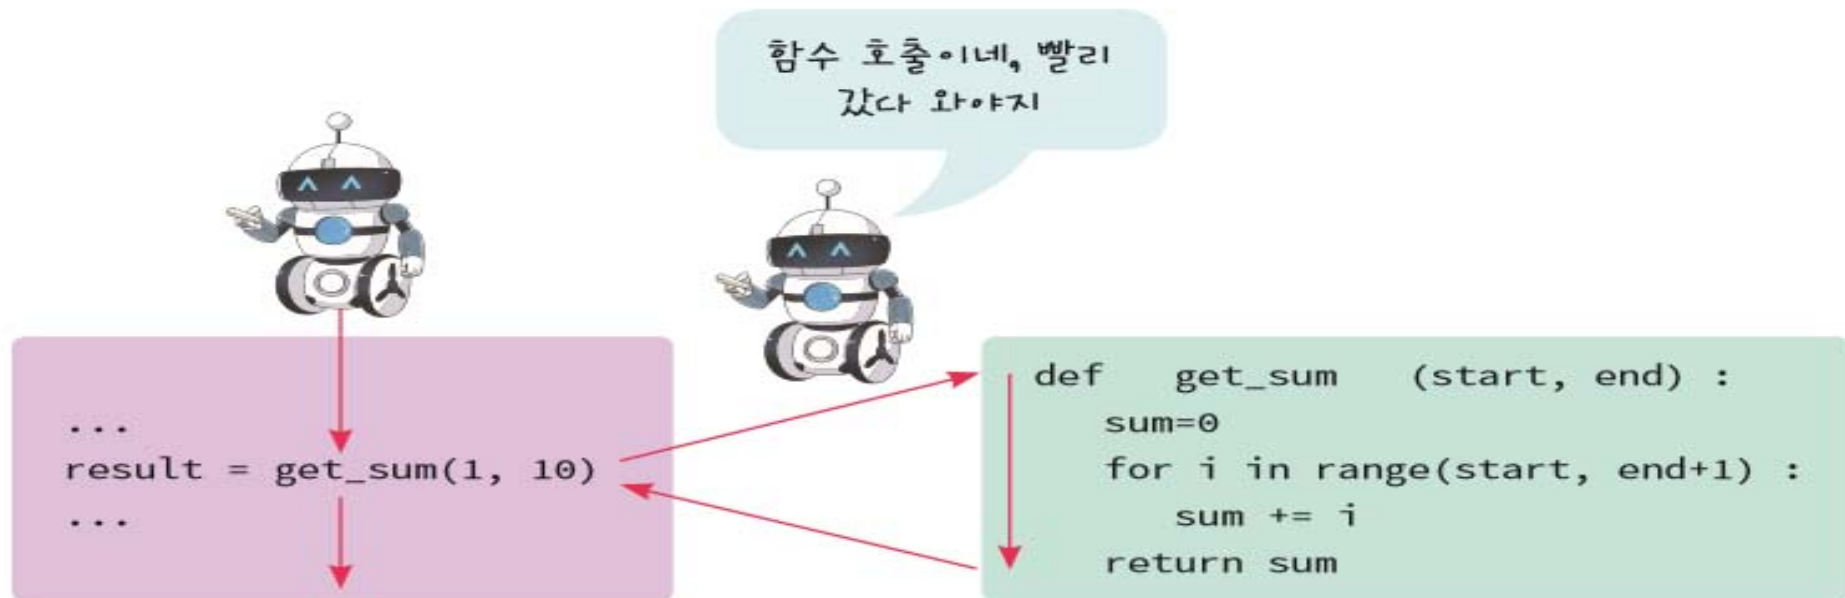 함수 호출이네, 빨리
갔다 와야지
...
result = get_sum(1, 10)
...
def get_sum (start, end) :
sum=0
for i in range(start, end+1) :
sum += i
return sum